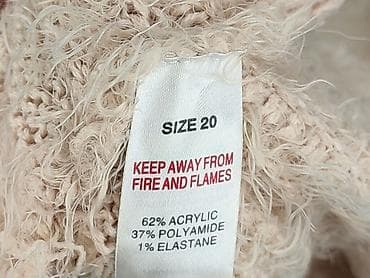 SIZE 20
KEEP AWAY FROM
FIRE AND FLAMES
62% ACRYLIC
37% POLYAMIDE
1% ELASTANE